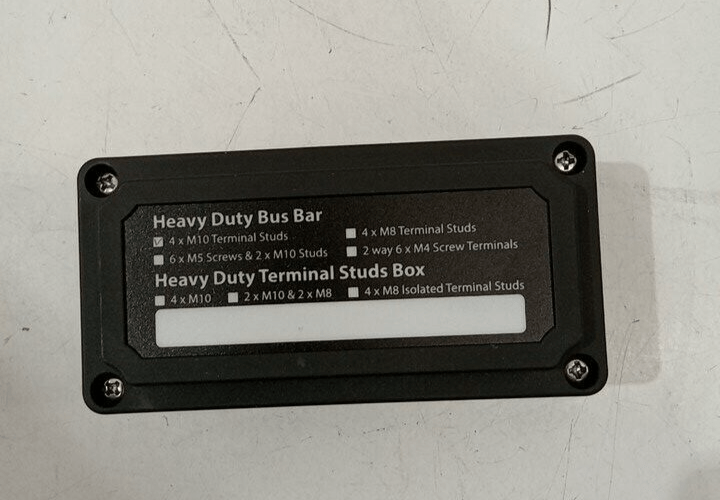 Heavy Duty Bus Bar
4 x M10 Terminal Studs 4 x M8 Terminal Studs
6 x M5 Screws & 2 x M10 Studs 2 way 6 x M4 Screw Terminals
Heavy Duty Terminal Studs Box
4 x M10 2 x M10 & 2 x M8 4 x M8 Isolated Terminal Studs